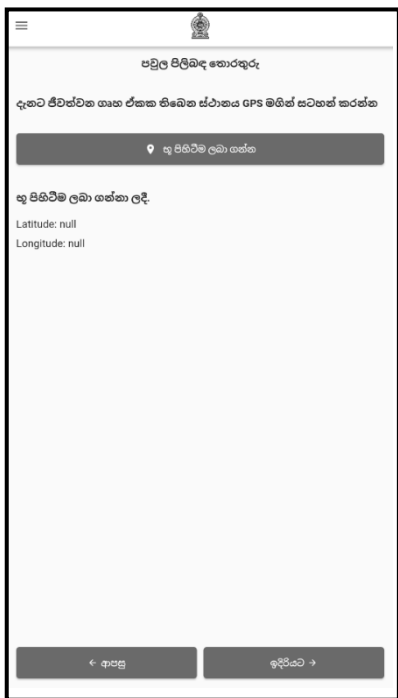 පවුල පිලිබඳ තොරතුරු
දැනට ජීවත්වන ගෘහ ඒකක තිබෙන ස්ථානය GPS මගින් සටහන් කරන්න
භූ පිහිටීම ලබා ගන්න
භූ පිහිටීම ලබා ගන්නා ලදී.
Latitude: null
Longitude: null
← ආපසු
ඉදිරියට →